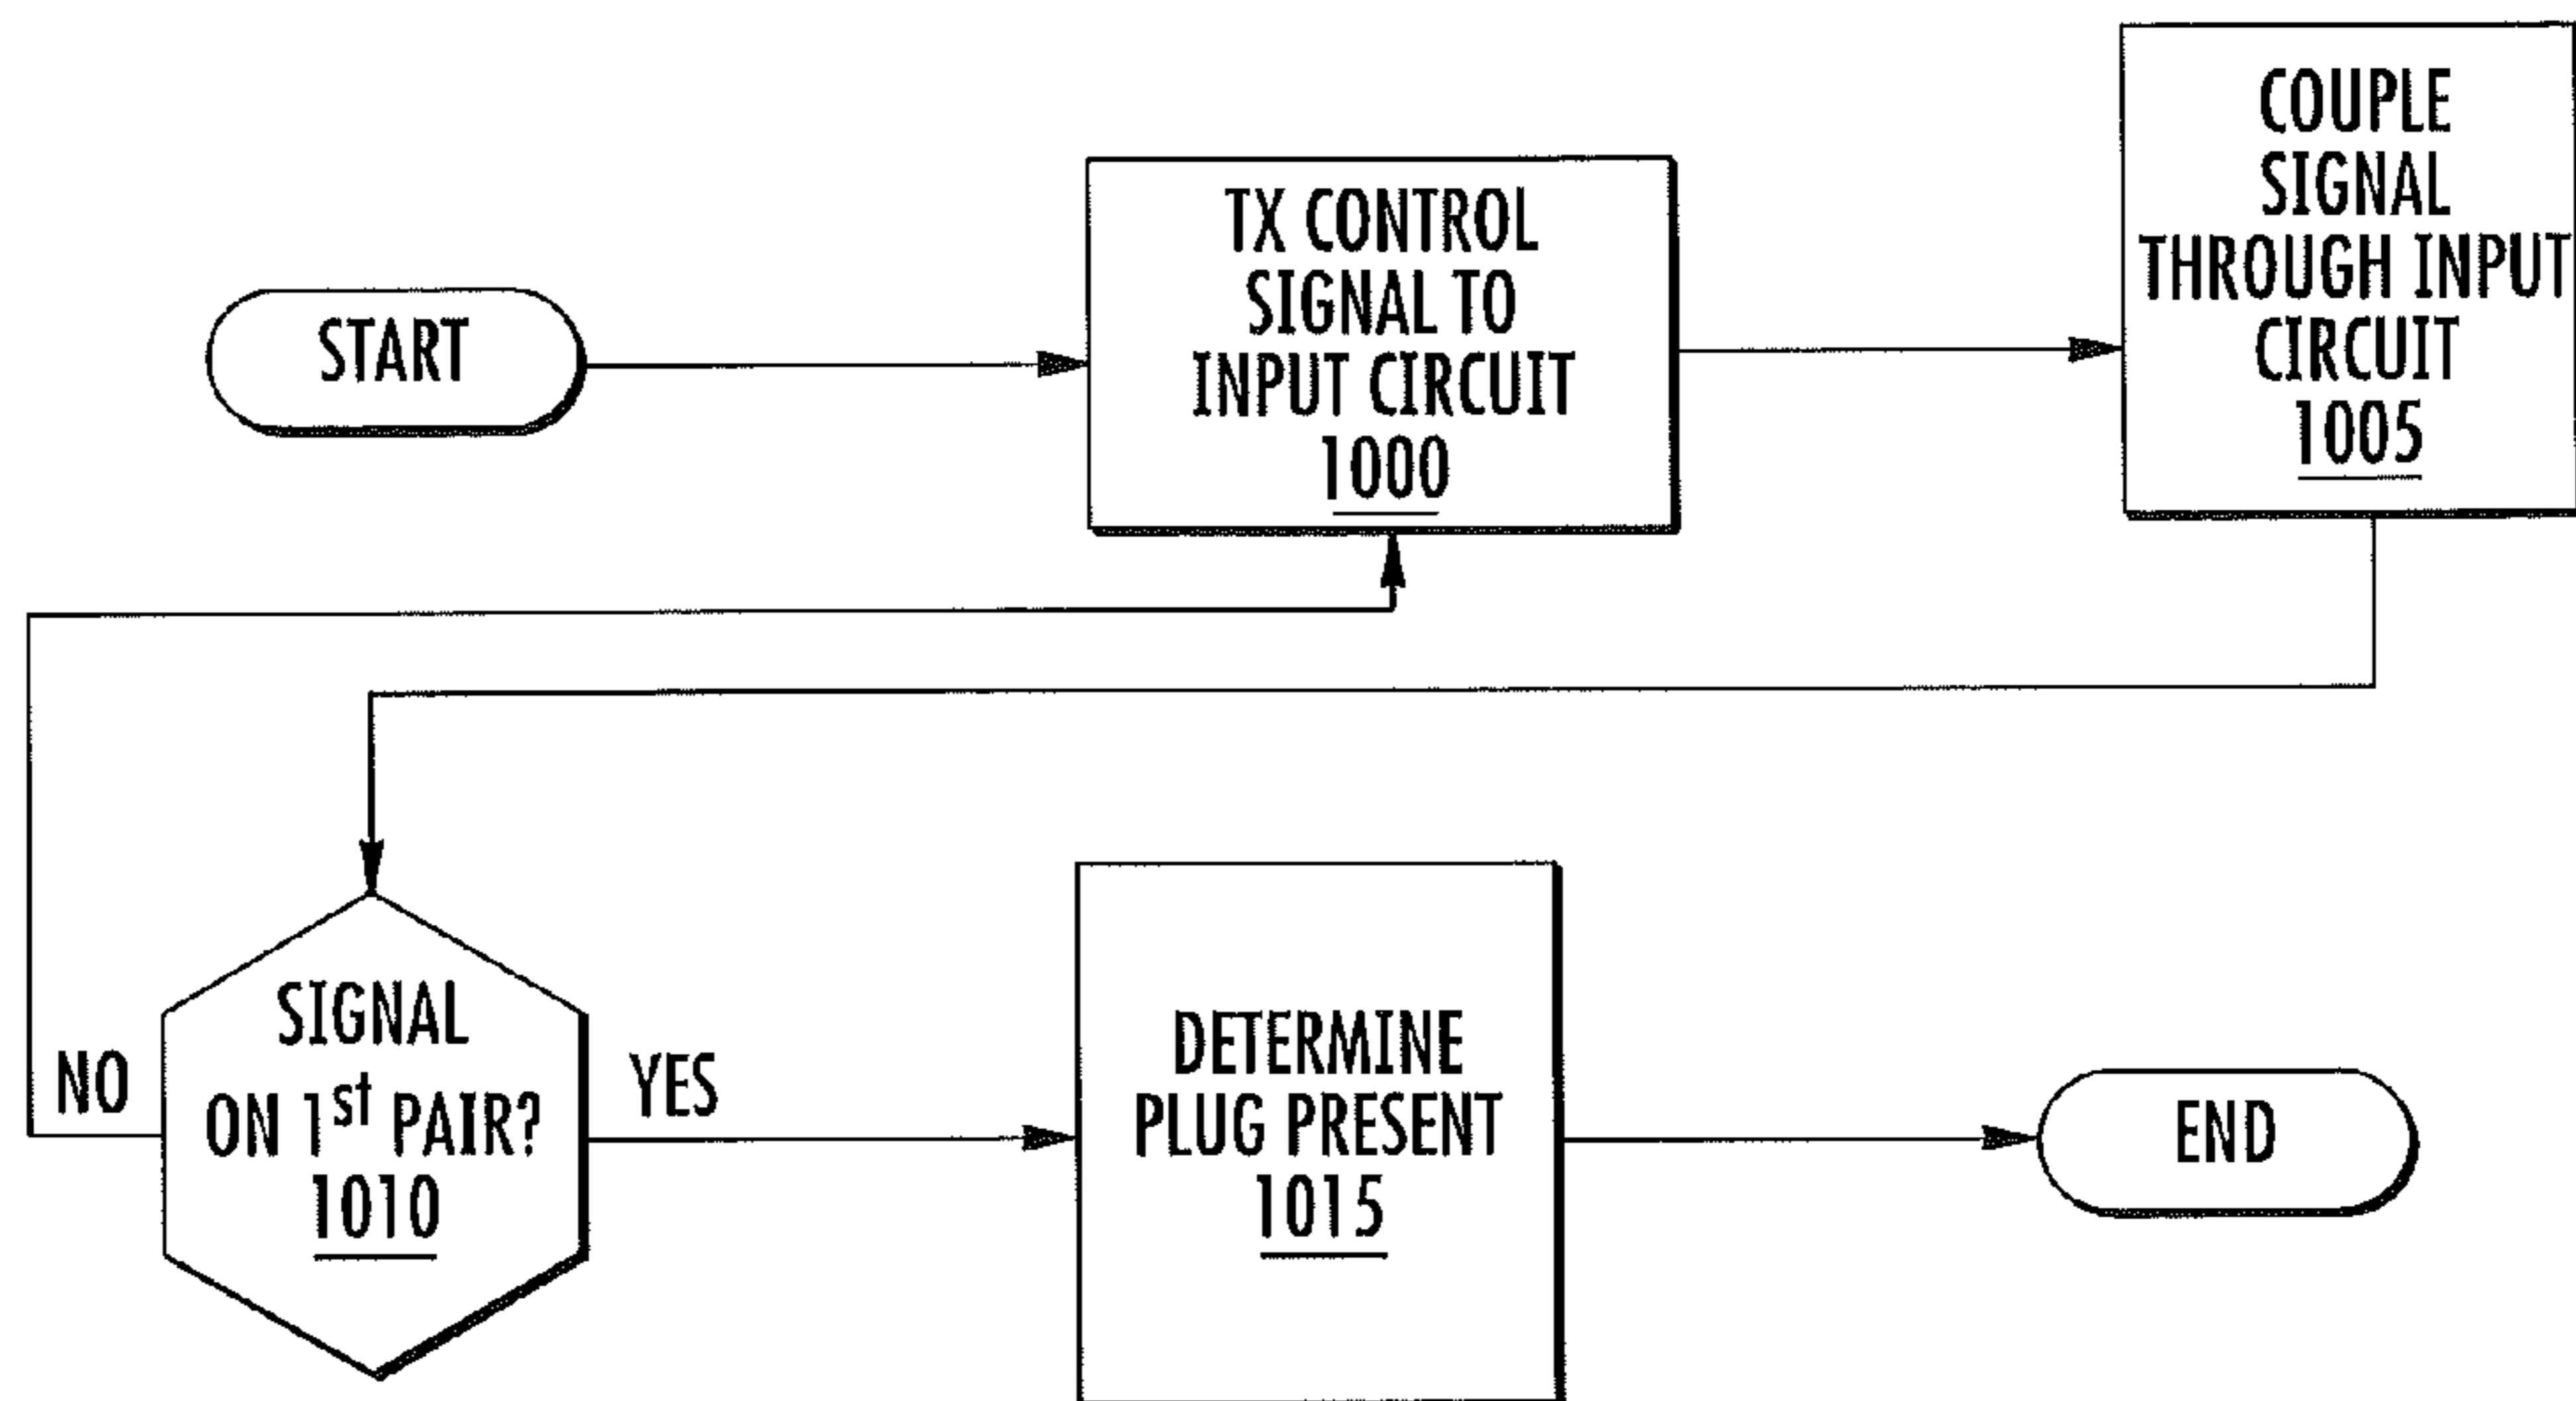 START
TX CONTROL
SIGNAL TO
INPUT CIRCUIT
1000
COUPLE
SIGNAL
THROUGH INPUT
CIRCUIT
1005
SIGNAL
ON 1st PAIR?
1010
NO
YES
DETERMINE
PLUG PRESENT
1015
END